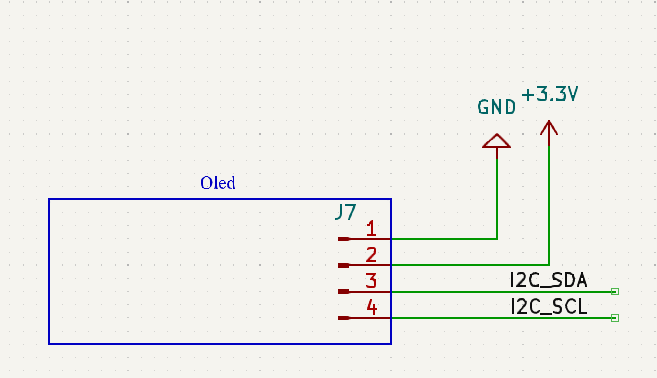 +3.3V
GND
Oled
J7
1
2
3
I2C_SDA
4
I2C_SCL